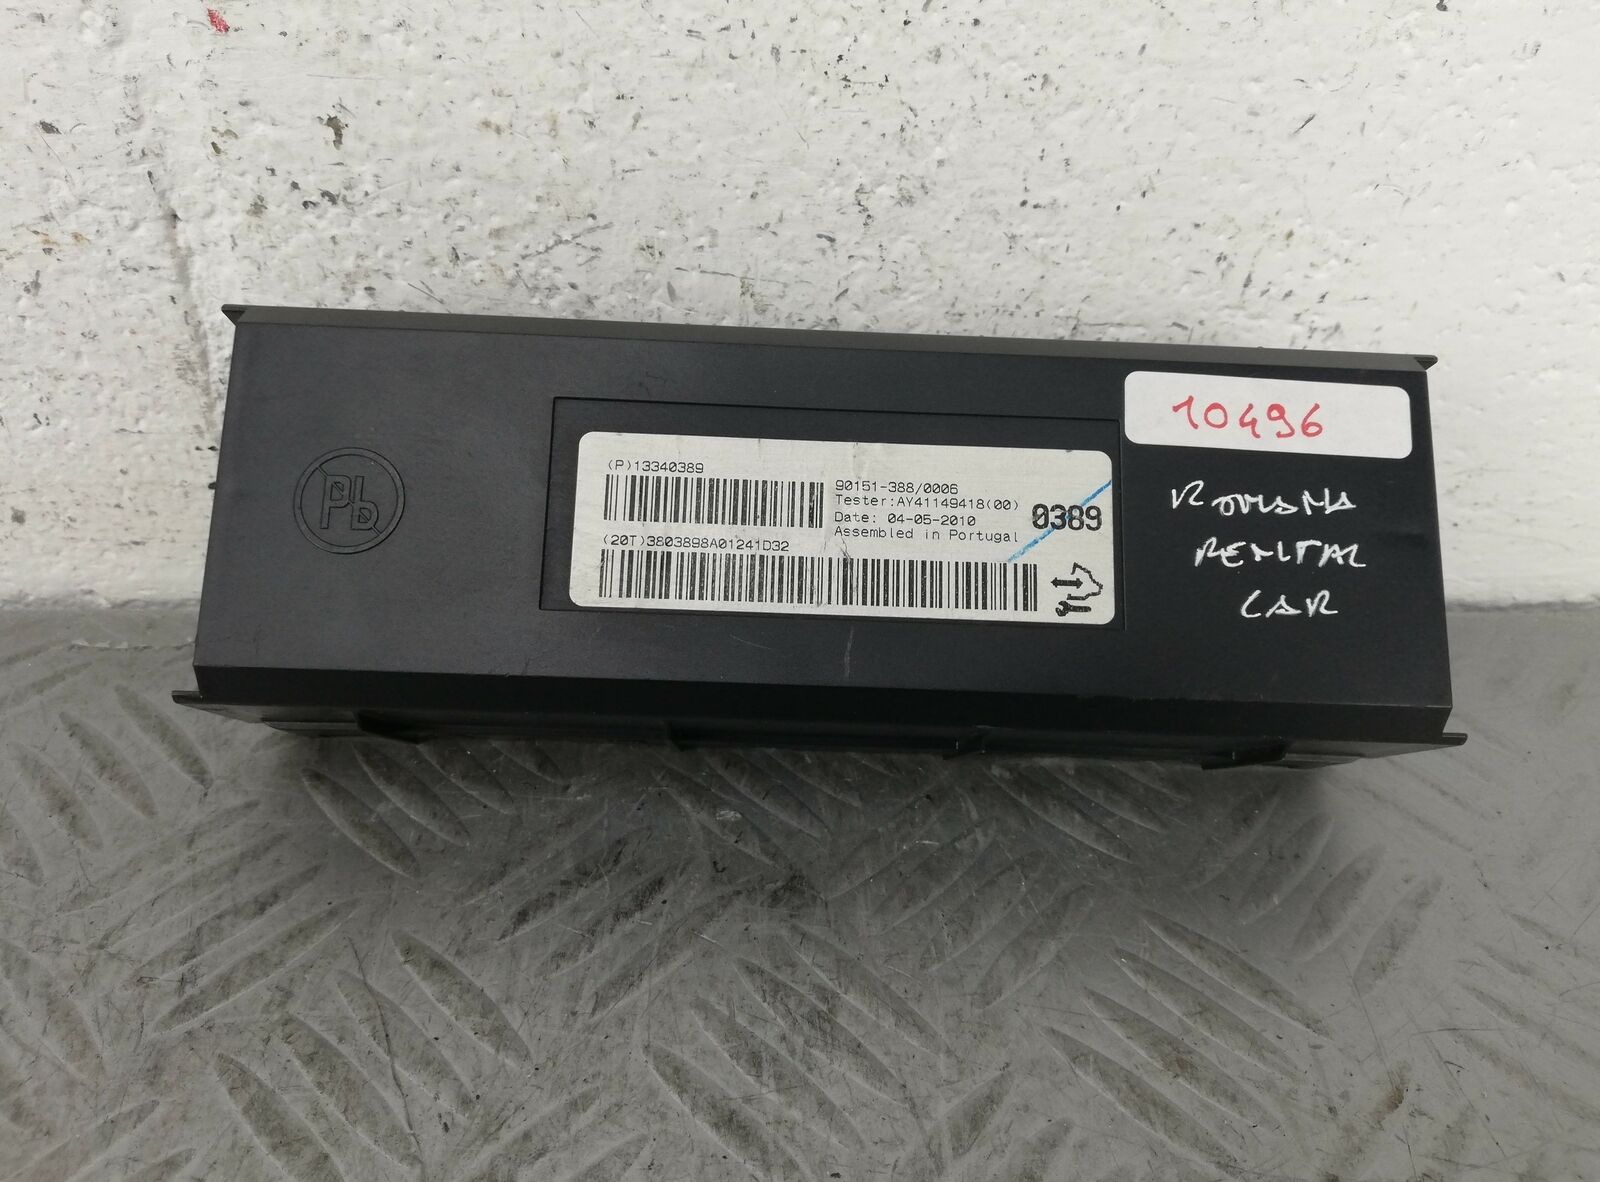 10496
(P)13340389
90151-388/0006
Tester:AY41149418(00)
Date: 04-05-2010
Assembled in Portugal
0389
(20T)3803898A01241D32
Pb
CAR